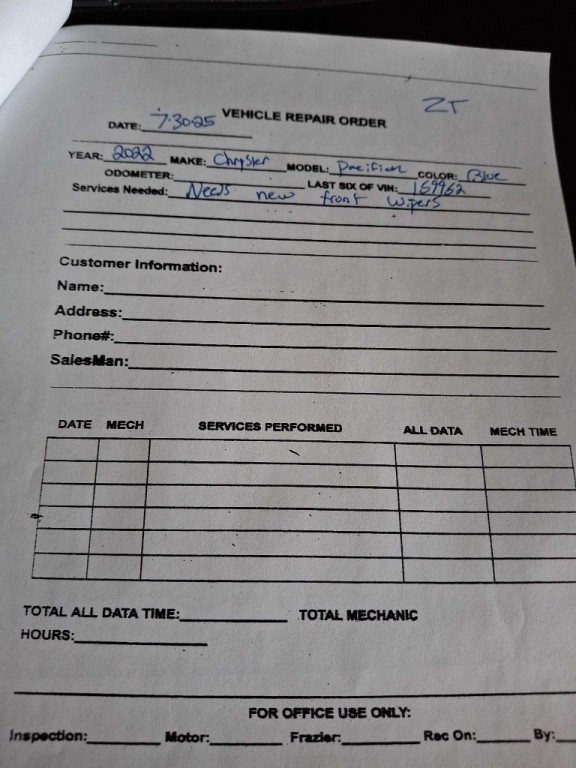 ZT
VEHICLE REPAIR ORDER
DATE: 7-30-25
YEAR: 2022 MAKE: Chrysler MODEL: Pacifica COLOR: Blue
ODOMETER: LAST SIX OF VIN: 159962
Services Needed: Needs new front wipers
Customer Information:
Name:
Address:
Phone#:
SalesMan:
DATE MECH SERVICES PERFORMED ALL DATA MECH TIME
TOTAL ALL DATA TIME: TOTAL MECHANIC
HOURS:
FOR OFFICE USE ONLY:
Inspection: Motor: Frazier: Rec On: By: